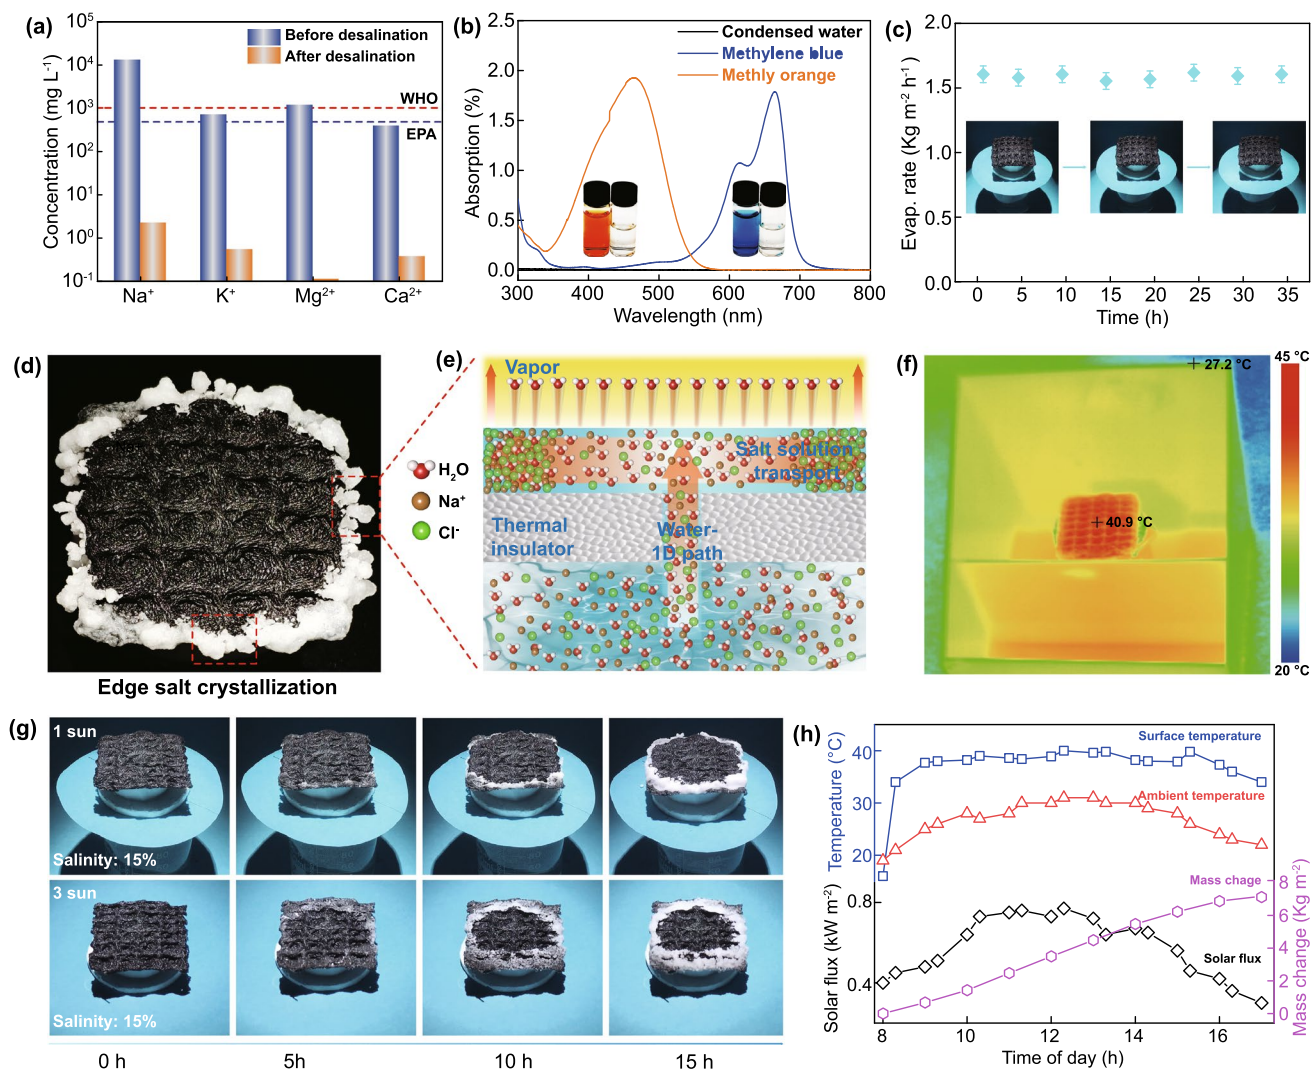 (a)
10⁵
10⁴
10³
10²
10¹
10⁰
10⁻¹
Concentration (mg L⁻¹)
Before desalination
After desalination
WHO
EPA
Na⁺
K⁺
Mg²⁺
Ca²⁺
(b)
2.5
2.0
1.5
1.0
0.5
0.0
Absorption (%)
Condensed water
Methylene blue
Methly orange
300
400
500
600
700
800
Wavelength (nm)
(c)
2.0
1.5
1.0
0.5
0.0
Evap. rate (Kg m⁻² h⁻¹)
0
5
10
15
20
25
30
35
Time (h)
(d)
Edge salt crystallization
(e)
Vapor
H₂O
Na⁺
Cl⁻
Salt solution
transport
Thermal
insulator
Water-
1D path
(f)
27.2 °C
40.9 °C
45 °C
20 °C
(g)
1 sun
Salinity: 15%
3 sun
Salinity: 15%
0 h
5h
10 h
15 h
(h)
Temperature (°C)
40
30
20
Solar flux (kW m⁻²)
0.8
0.4
Surface temperature
Ambient temperature
Mass chage
Solar flux
8
6
4
2
0
Mass change (Kg m⁻²)
8
10
12
14
16
Time of day (h)